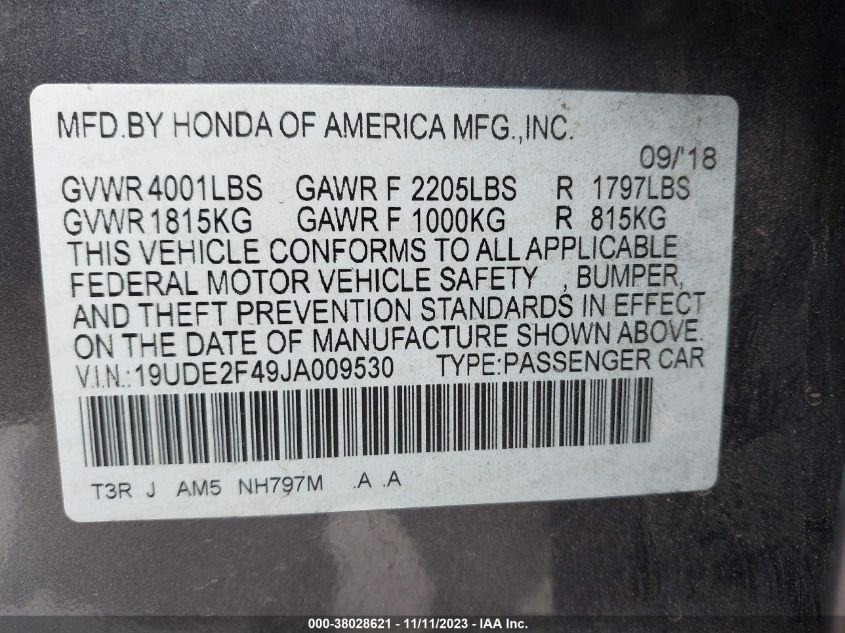 MFD.BY HONDA OF AMERICA MFG.,INC.
09/'18
GVWR 4001LBS GAWR F 2205LBS R 1797LBS
GVWR 1815KG GAWR F 1000KG R 815KG
THIS VEHICLE CONFORMS TO ALL APPLICABLE
FEDERAL MOTOR VEHICLE SAFETY , BUMPER,
AND THEFT PREVENTION STANDARDS IN EFFECT
ON THE DATE OF MANUFACTURE SHOWN ABOVE.
V.I.N.:19UDE2F49JA009530 TYPE:PASSENGER CAR
T3R J AM5 NH797M .A .A
000-38028621 - 11/11/2023 - IAA Inc.